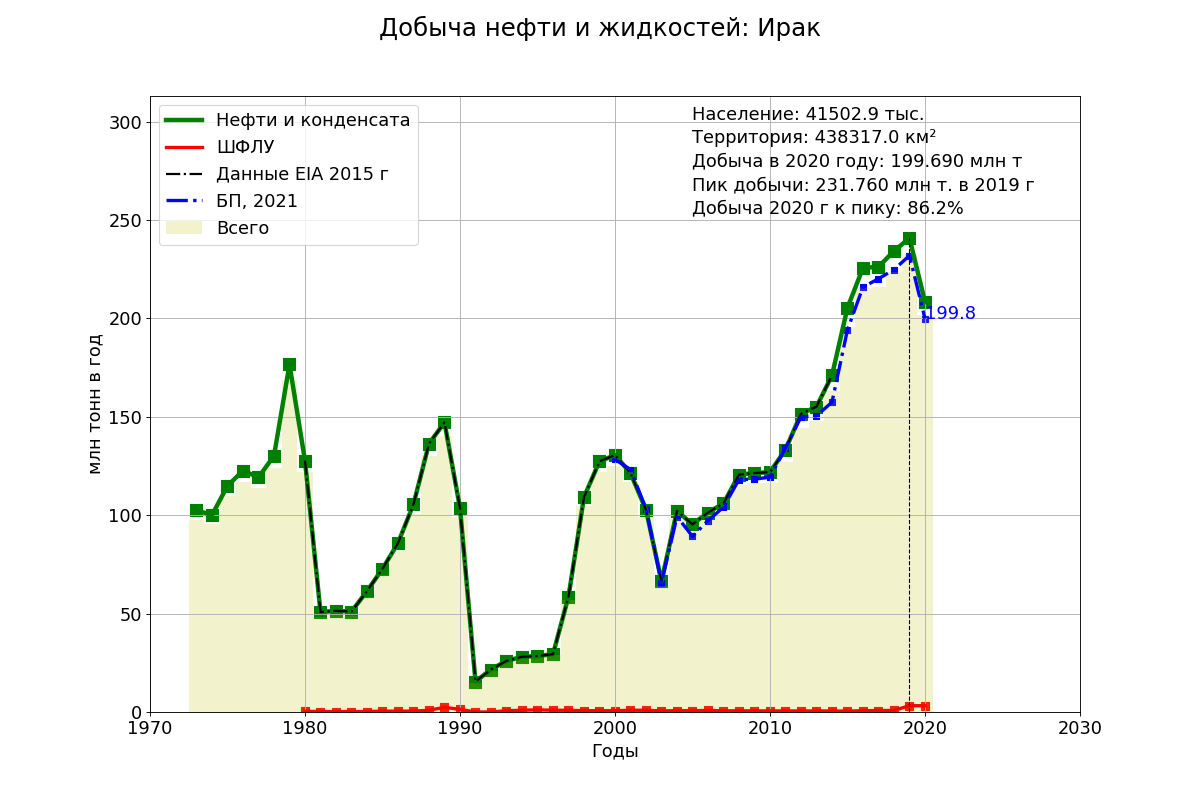 Добыча нефти и жидкостей: Ирак
Нефти и конденсата
ШФЛУ
Данные EIA 2015 г
БП, 2021
Всего
Население: 41502.9 тыс.
Территория: 438317.0 км²
Добыча в 2020 году: 199.690 млн т
Пик добычи: 231.760 млн т. в 2019 г
Добыча 2020 г к пику: 86.2%
199.8
млн тонн в год
300
250
200
150
100
50
0
1970
1980
1990
2000
2010
2020
2030
Годы